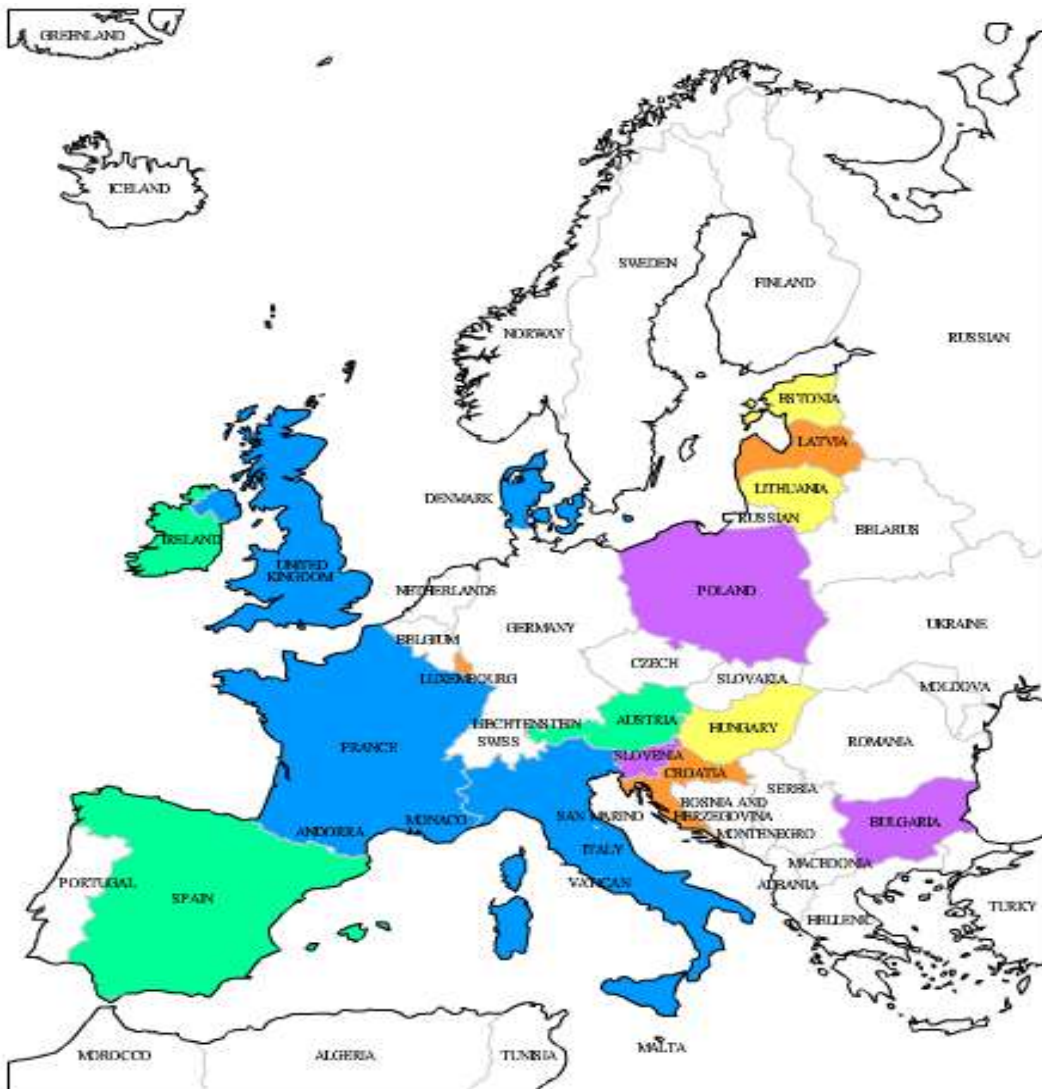 GREENLAND
ICELAND
SWEDEN
FINLAND
NORWAY
RUSSIAN
ESTONIA
LATVIA
LITHUANIA
DENMARK
RUSSIAN
BELARUS
IRELAND
UNITED
KINGDOM
NETHERLANDS
POLAND
GERMANY
UKRAINE
BELGIUM
CZECH
LUXEMBOURG
SLOVAKIA
MOLDOVA
LIECHTENSTEIN
AUSTRIA
HUNGARY
SWSS
FRANCE
ROMANIA
SLOVENIA
CROATIA
SERBIA
BOSNIA AND
HERZEGOVINA
SAN MARINO
MONACO
ANDORRA
MONTENEGRO
BULGARIA
ITALY
MACEDONIA
PORTUGAL
VATICAN
ALBANIA
SPAIN
TURKY
HELLENIC
MALTA
MOROCCO
ALGERIA
TUNISIA